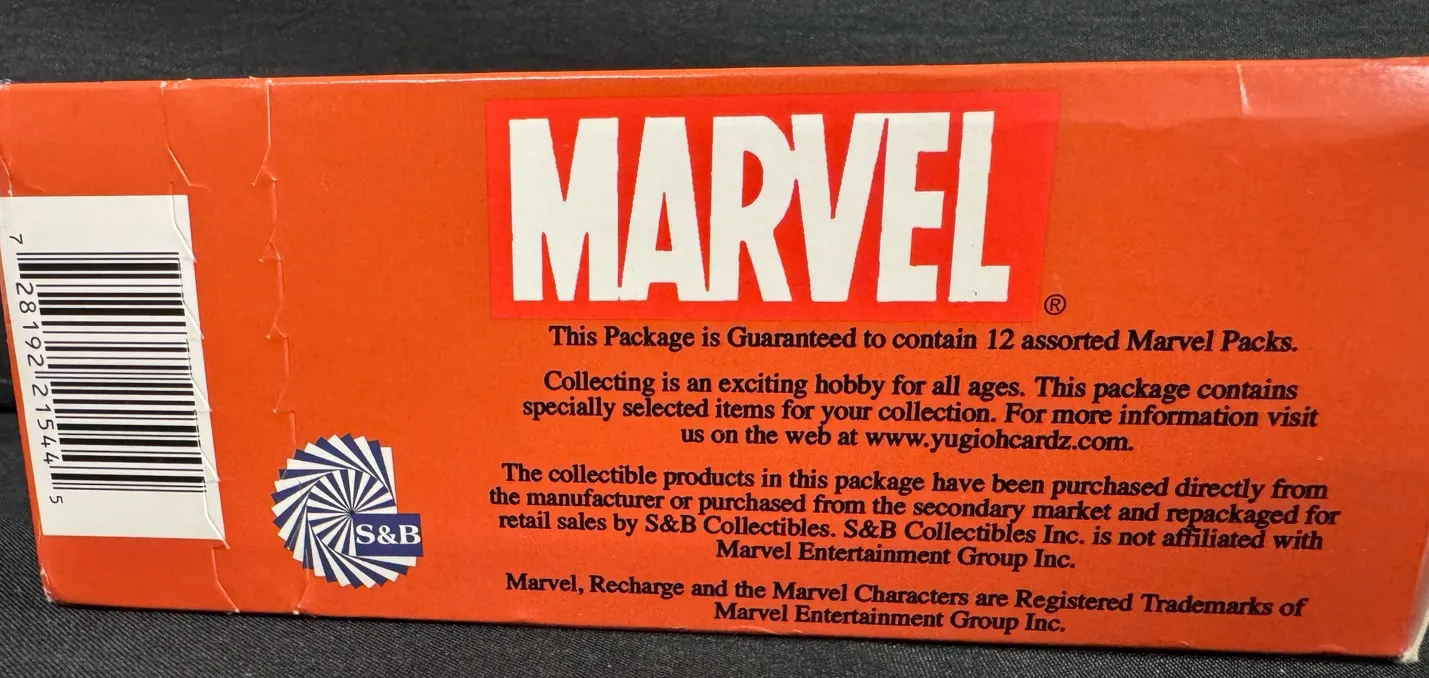 MARVEL
®
This Package is Guaranteed to contain 12 assorted Marvel Packs.
Collecting is an exciting hobby for all ages. This package contains
specially selected items for your collection. For more information visit
us on the web at www.yugiohcardz.com.
The collectible products in this package have been purchased directly from
the manufacturer or purchased from the secondary market and repackaged for
retail sales by S&B Collectibles. S&B Collectibles Inc. is not affiliated with
Marvel Entertainment Group Inc.
Marvel, Recharge and the Marvel Characters are Registered Trademarks of
Marvel Entertainment Group Inc.
S&B
7 28192 21544 5